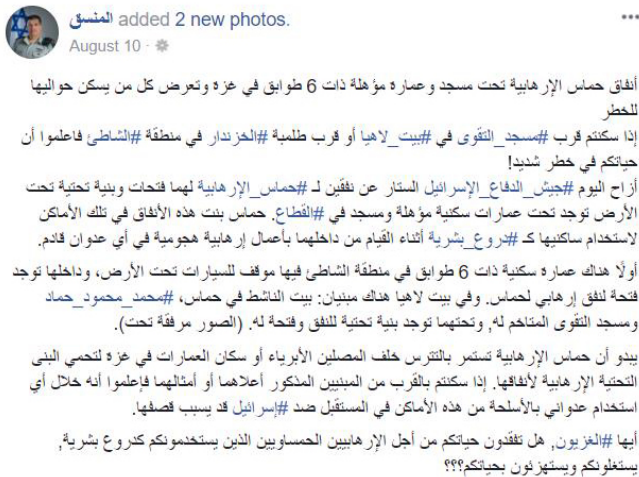 المنسق added 2 new photos.
August 10 ·
أنفاق حماس الإرهابية تحت مسجد وعمارة مؤهلة ذات 6 طوابق في غزة وتعرض كل من يسكن حواليها
للخطر
إذا سكنتم قرب #مسجد_التقوى في #بيت_لاهيا أو قرب طلمبة #الخزندار في منطقة #الشاطئ فاعلموا أن
حياتكم في خطر شديد!
أزاح اليوم #جيش_الدفاع_الإسرائيل الستار عن نفقين لـ #حماس_الإرهابية لهما فتحات وبنية تحتية تحت
الأرض توجد تحت عمارات سكنية مؤهلة ومسجد في #القطاع. حماس بنت هذه الأنفاق في تلك الأماكن
لاستخدام ساكنيها كـ #دروع_بشرية أثناء القيام من داخلهما بأعمال إرهابية هجومية في أي عدوان قادم.
أولًا هناك عمارة سكنية ذات 6 طوابق في منطقة الشاطئ فيها موقف للسيارات تحت الأرض، وداخلها توجد
فتحة لنفق إرهابي لحماس. وفي بيت لاهيا هناك مبنيان: بيت الناشط في حماس، #محمد_محمود_حماد
ومسجد التقوى المتاخم له, وتحتهما توجد بنية تحتية للنفق وفتحة له. (الصور مرفقة تحت).
يبدو أن حماس الإرهابية تستمر بالتترس خلف المصلين الأبرياء أو سكان العمارات في غزة لتحمي البنى
التحتية الإرهابية لأنفاقها. إذا سكنتم بالقرب من المبنيين المذكور أعلاهما أو أمثالهما فإعلموا أنه خلال أي
استخدام عدواني بالأسلحة من هذه الأماكن في المستقبل ضد #إسرائيل قد يسبب قصفها.
أيها #الغزيون, هل تفقدون حياتكم من أجل الإرهابيين الحمساويين الذين يستخدمونكم كدروع بشرية,
يستغلونكم ويستهزئون بحياتكم؟؟؟